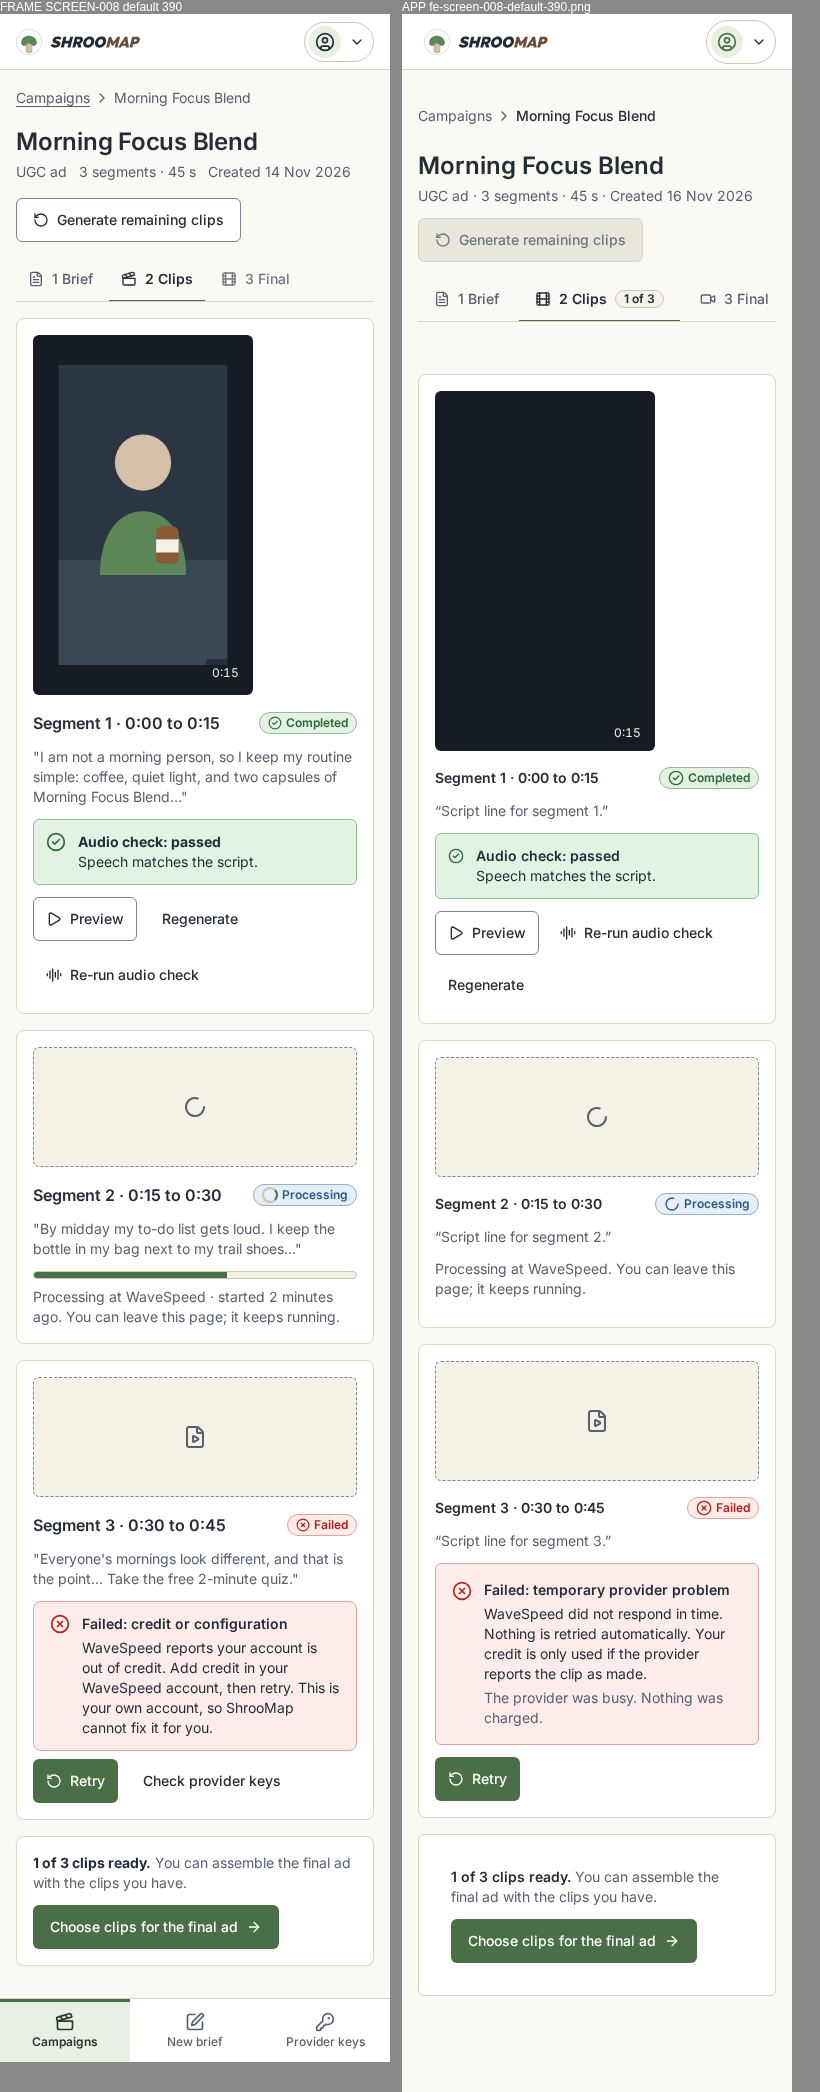 FRAME SCREEN-008 default 390
SHROOMAP
Campaigns > Morning Focus Blend
Morning Focus Blend
UGC ad 3 segments · 45 s Created 14 Nov 2026
Generate remaining clips
1 Brief 2 Clips 3 Final
0:15
Segment 1 · 0:00 to 0:15 Completed
"I am not a morning person, so I keep my routine
simple: coffee, quiet light, and two capsules of
Morning Focus Blend..."
Audio check: passed
Speech matches the script.
Preview Regenerate
Re-run audio check
Segment 2 · 0:15 to 0:30 Processing
"By midday my to-do list gets loud. I keep the
bottle in my bag next to my trail shoes..."
Processing at WaveSpeed · started 2 minutes
ago. You can leave this page; it keeps running.
Segment 3 · 0:30 to 0:45 Failed
"Everyone's mornings look different, and that is
the point... Take the free 2-minute quiz."
Failed: credit or configuration
WaveSpeed reports your account is
out of credit. Add credit in your
WaveSpeed account, then retry. This is
your own account, so ShrooMap
cannot fix it for you.
Retry Check provider keys
1 of 3 clips ready. You can assemble the final ad
with the clips you have.
Choose clips for the final ad
Campaigns New brief Provider keys
APP fe-screen-008-default-390.png
SHROOMAP
Campaigns > Morning Focus Blend
Morning Focus Blend
UGC ad · 3 segments · 45 s · Created 16 Nov 2026
Generate remaining clips
1 Brief 2 Clips 1 of 3 3 Final
0:15
Segment 1 · 0:00 to 0:15 Completed
“Script line for segment 1.”
Audio check: passed
Speech matches the script.
Preview Re-run audio check
Regenerate
Segment 2 · 0:15 to 0:30 Processing
“Script line for segment 2.”
Processing at WaveSpeed. You can leave this
page; it keeps running.
Segment 3 · 0:30 to 0:45 Failed
“Script line for segment 3.”
Failed: temporary provider problem
WaveSpeed did not respond in time.
Nothing is retried automatically. Your
credit is only used if the provider
reports the clip as made.
The provider was busy. Nothing was
charged.
Retry
1 of 3 clips ready. You can assemble the
final ad with the clips you have.
Choose clips for the final ad